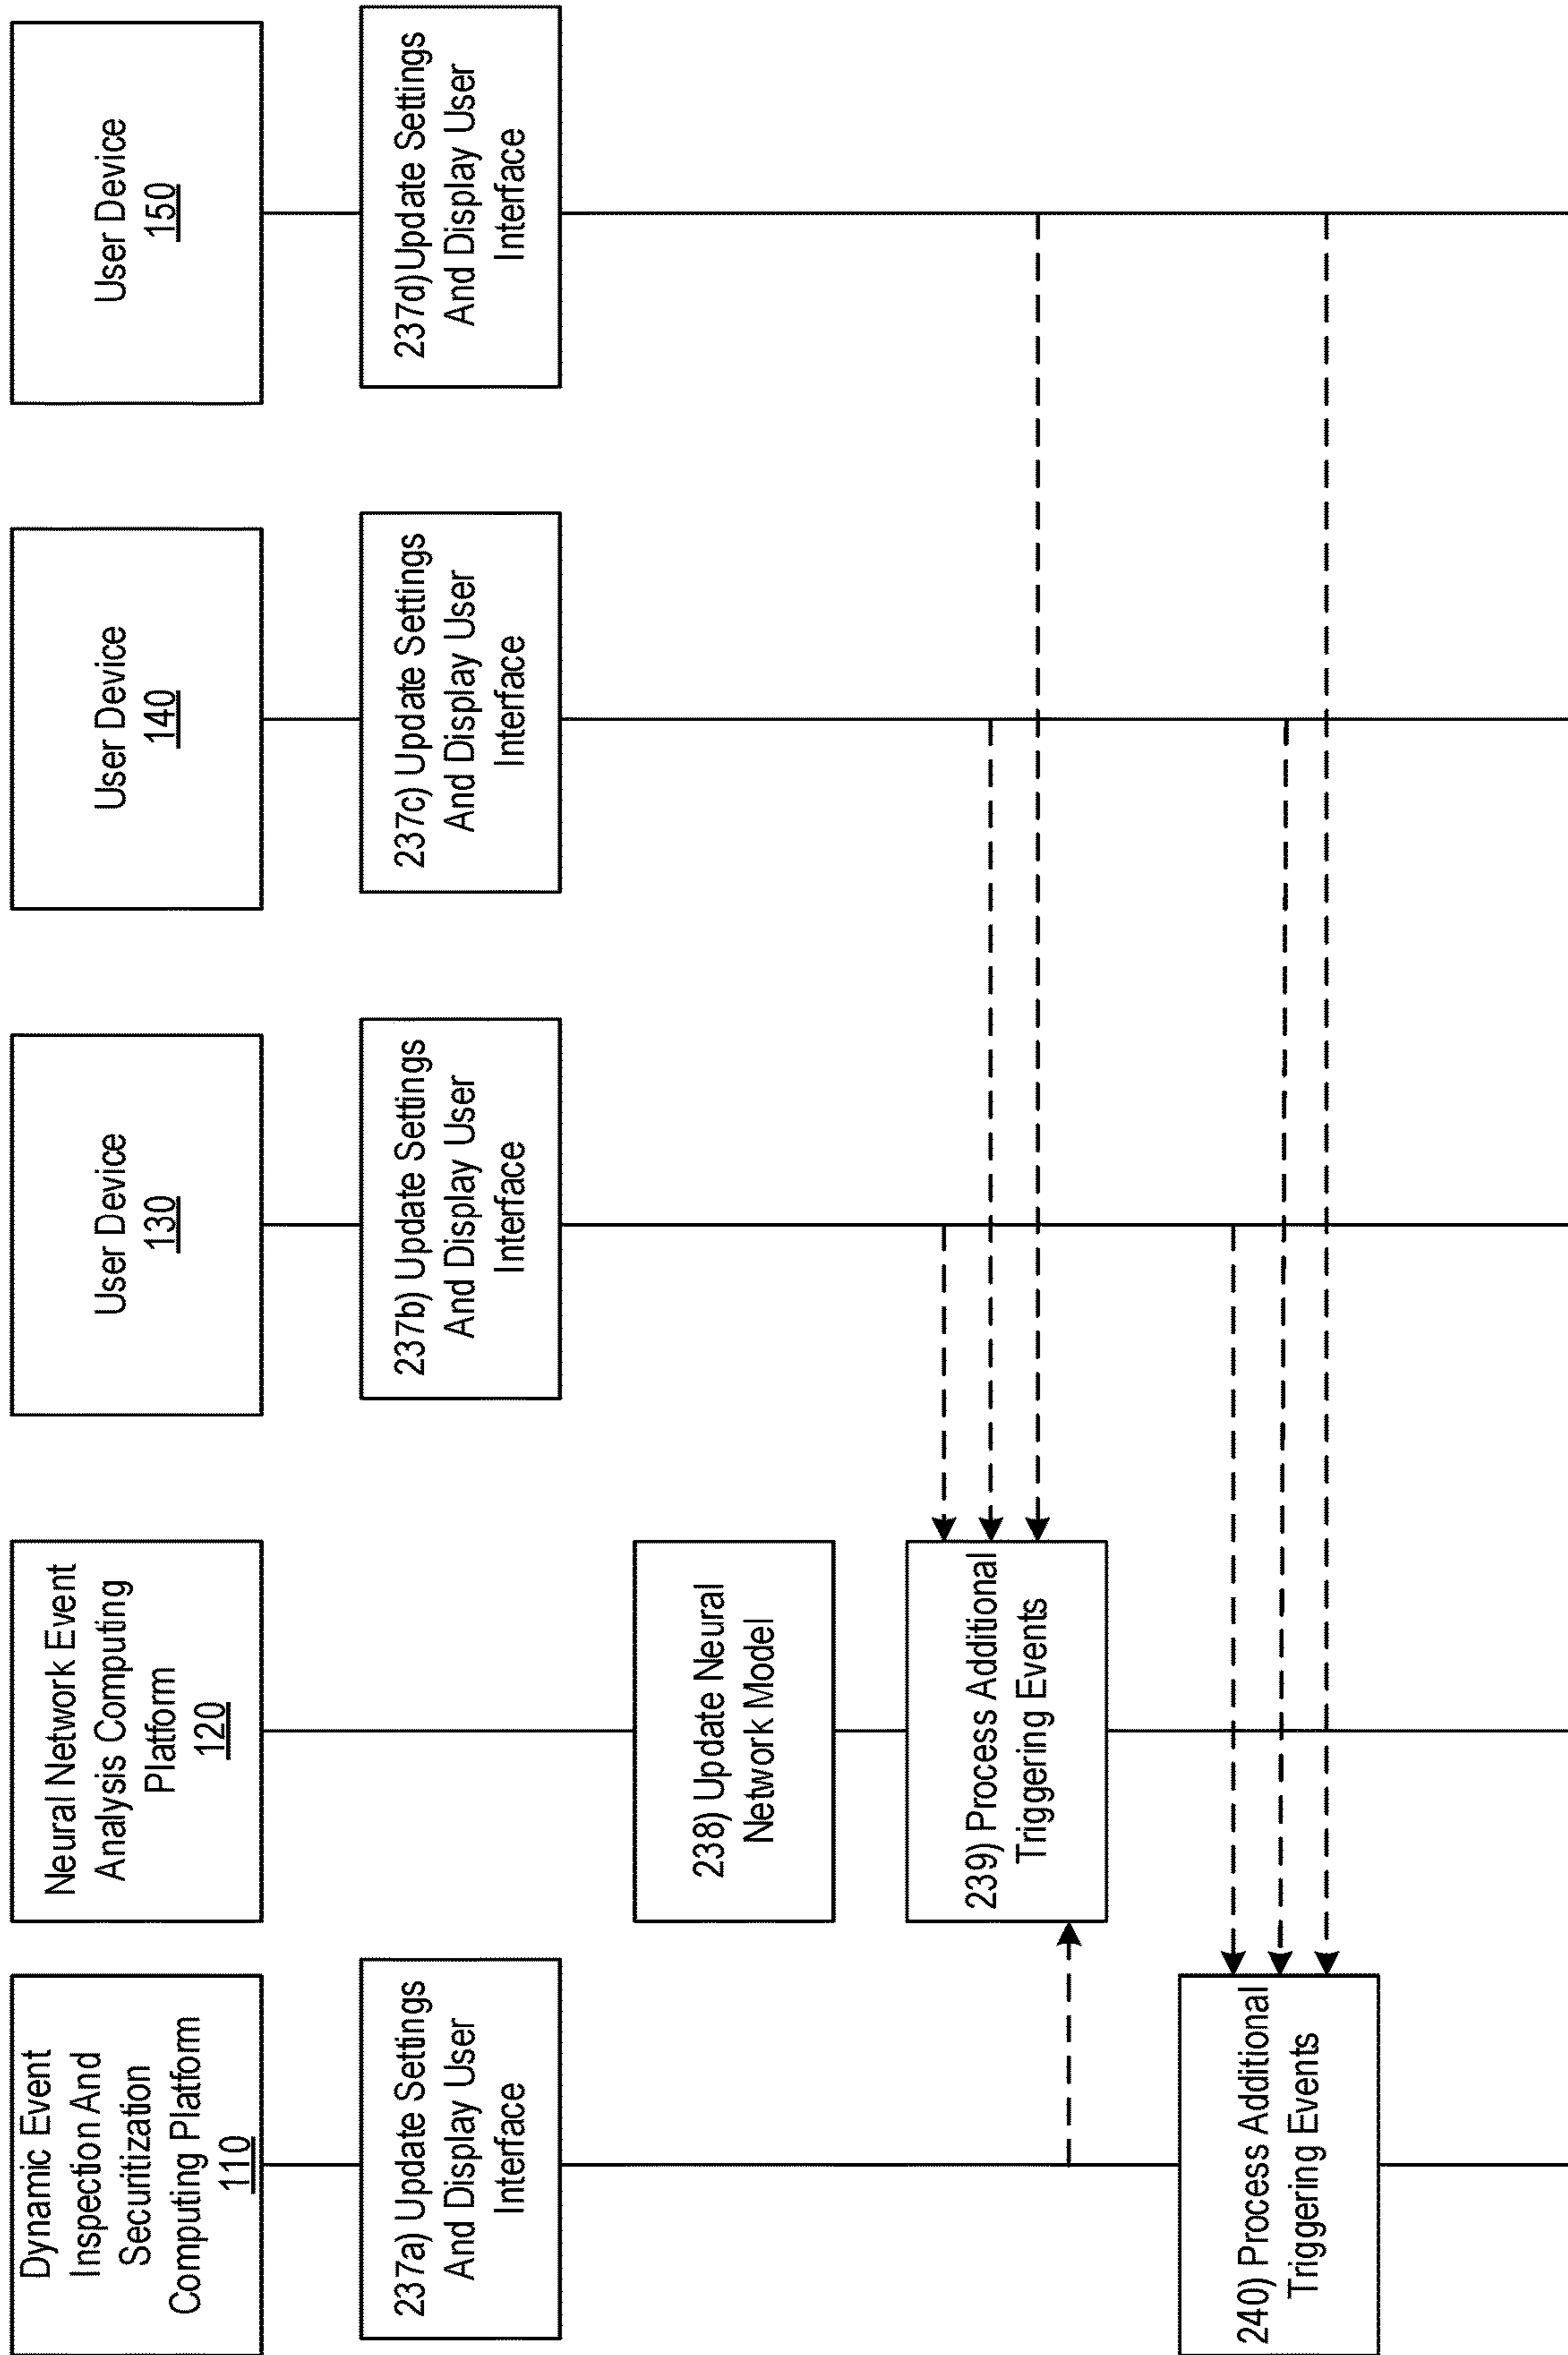 Dynamic Event
Inspection And
Securitization
Computing Platform
110
Neural Network Event
Analysis Computing
Platform
120
User Device
130
User Device
140
User Device
150
237a) Update Settings
And Display User
Interface
237b) Update Settings
And Display User
Interface
237c) Update Settings
And Display User
Interface
237d)Update Settings
And Display User
Interface
238) Update Neural
Network Model
239) Process Additional
Triggering Events
240) Process Additional
Triggering Events